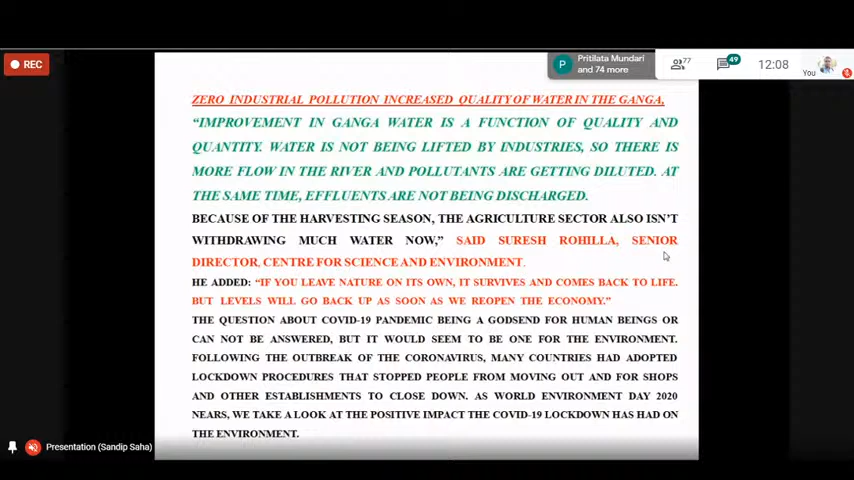 REC
P
Pritilata Mundari
and 74 more
77
49
12:08
You
ZERO INDUSTRIAL POLLUTION INCREASED QUALITY OF WATER IN THE GANGA,
“IMPROVEMENT IN GANGA WATER IS A FUNCTION OF QUALITY AND
QUANTITY. WATER IS NOT BEING LIFTED BY INDUSTRIES, SO THERE IS
MORE FLOW IN THE RIVER AND POLLUTANTS ARE GETTING DILUTED. AT
THE SAME TIME, EFFLUENTS ARE NOT BEING DISCHARGED.
BECAUSE OF THE HARVESTING SEASON, THE AGRICULTURE SECTOR ALSO ISN’T
WITHDRAWING MUCH WATER NOW,” SAID SURESH ROHILLA, SENIOR
DIRECTOR, CENTRE FOR SCIENCE AND ENVIRONMENT.
HE ADDED: “IF YOU LEAVE NATURE ON ITS OWN, IT SURVIVES AND COMES BACK TO LIFE.
BUT LEVELS WILL GO BACK UP AS SOON AS WE REOPEN THE ECONOMY.”
THE QUESTION ABOUT COVID-19 PANDEMIC BEING A GODSEND FOR HUMAN BEINGS OR
CAN NOT BE ANSWERED, BUT IT WOULD SEEM TO BE ONE FOR THE ENVIRONMENT.
FOLLOWING THE OUTBREAK OF THE CORONAVIRUS, MANY COUNTRIES HAD ADOPTED
LOCKDOWN PROCEDURES THAT STOPPED PEOPLE FROM MOVING OUT AND FOR SHOPS
AND OTHER ESTABLISHMENTS TO CLOSE DOWN. AS WORLD ENVIRONMENT DAY 2020
NEARS, WE TAKE A LOOK AT THE POSITIVE IMPACT THE COVID-19 LOCKDOWN HAS HAD ON
THE ENVIRONMENT.
Presentation (Sandip Saha)